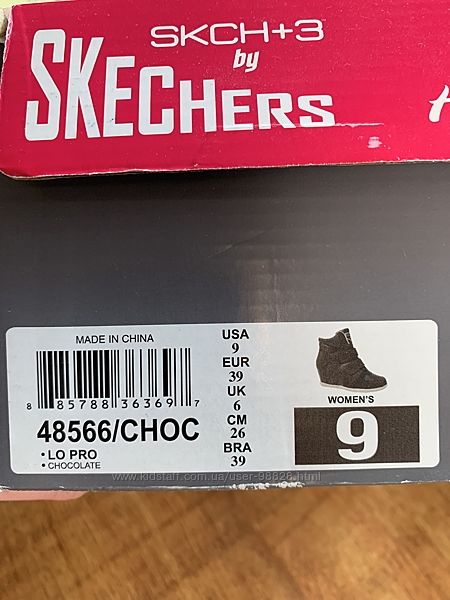 SKCH+3
by
SKECHERS
MADE IN CHINA
8 85788 36369 7
48566/CHOC
• LO PRO
• CHOCOLATE
USA
9
EUR
39
UK
6
CM
26
BRA
39
WOMEN'S
9
www.kidstaff.com.ua/user-98826.html